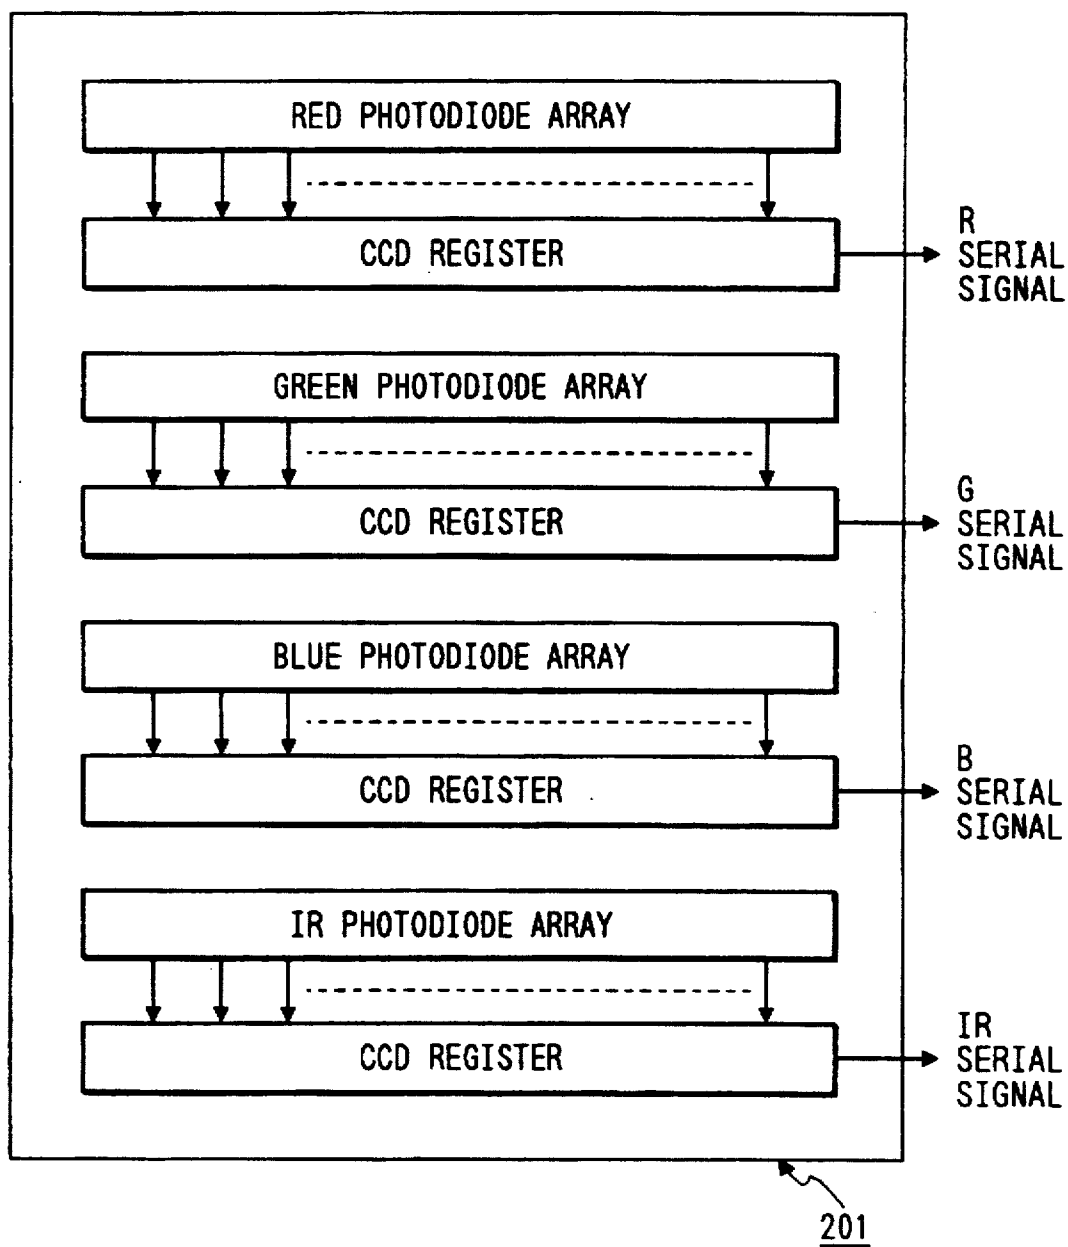 RED PHOTODIODE ARRAY
CCD REGISTER
R
SERIAL
SIGNAL
GREEN PHOTODIODE ARRAY
CCD REGISTER
G
SERIAL
SIGNAL
BLUE PHOTODIODE ARRAY
CCD REGISTER
B
SERIAL
SIGNAL
IR PHOTODIODE ARRAY
CCD REGISTER
IR
SERIAL
SIGNAL
201